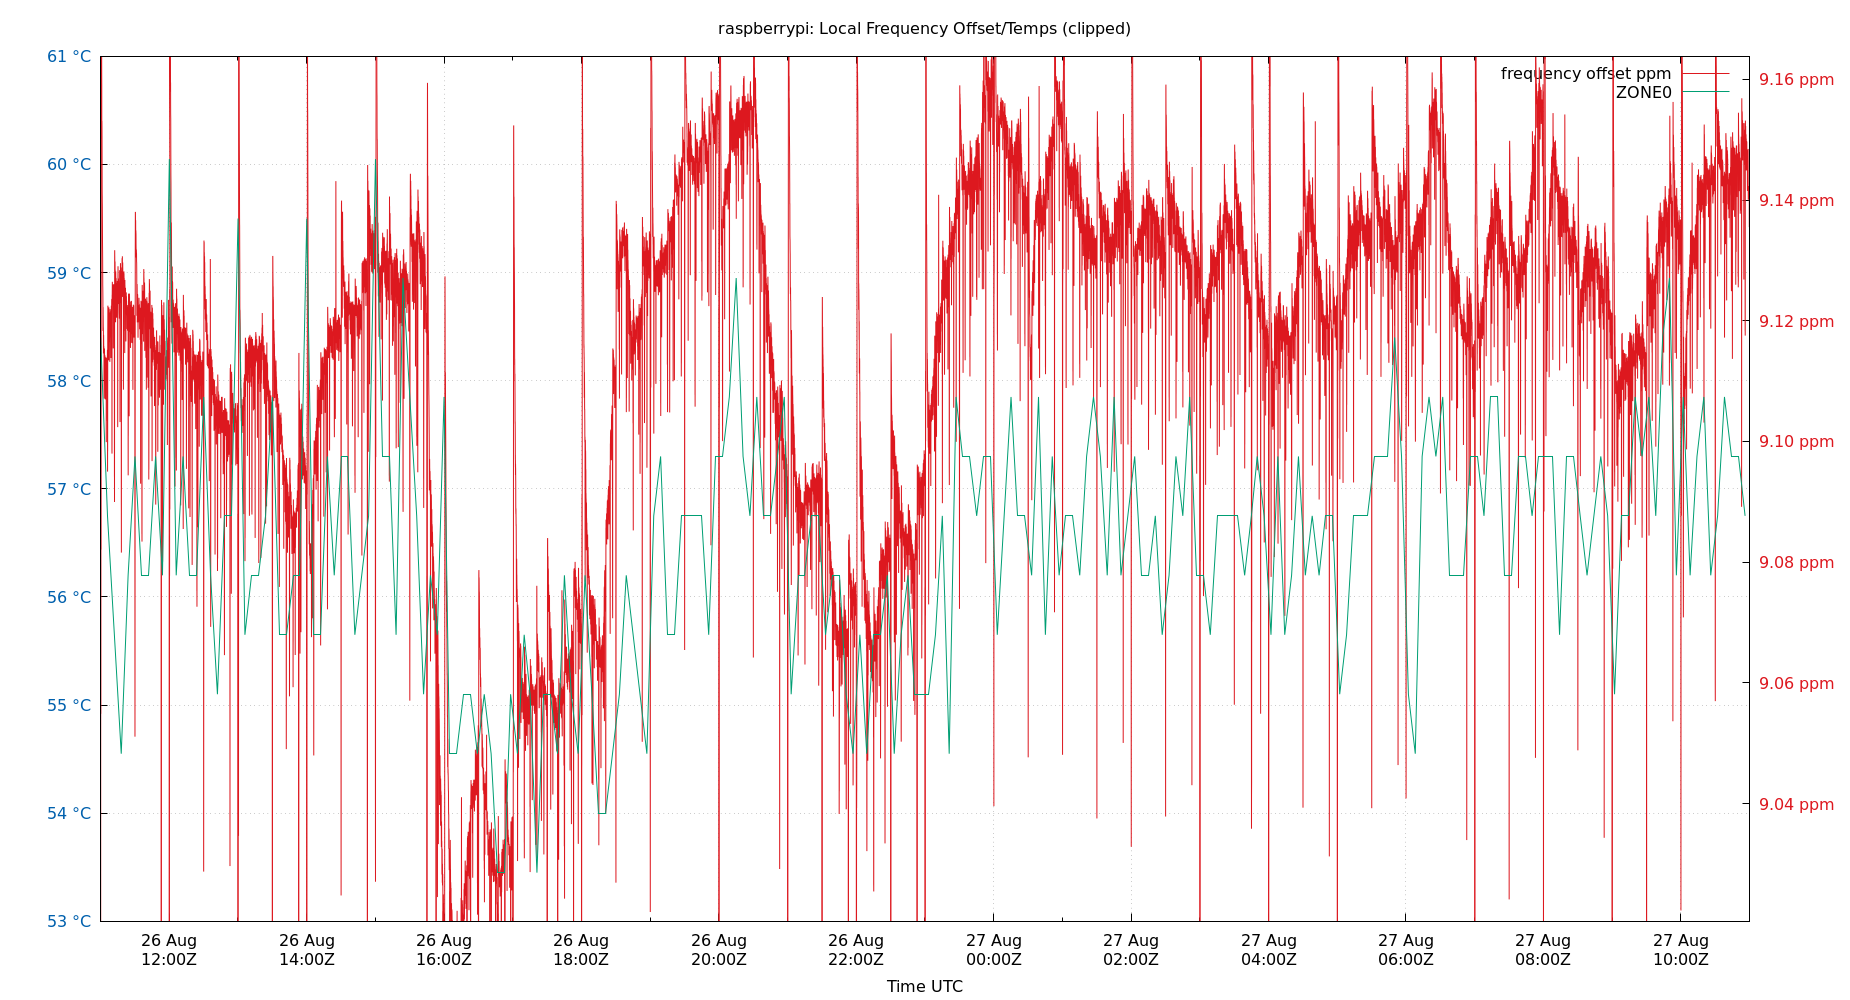 raspberrypi: Local Frequency Offset/Temps (clipped)
frequency offset ppm
ZONE0
61 °C
60 °C
59 °C
58 °C
57 °C
56 °C
55 °C
54 °C
53 °C
9.16 ppm
9.14 ppm
9.12 ppm
9.10 ppm
9.08 ppm
9.06 ppm
9.04 ppm
26 Aug 26 Aug 26 Aug 26 Aug 26 Aug 26 Aug 27 Aug 27 Aug 27 Aug 27 Aug 27 Aug 27 Aug
12:00Z 14:00Z 16:00Z 18:00Z 20:00Z 22:00Z 00:00Z 02:00Z 04:00Z 06:00Z 08:00Z 10:00Z
Time UTC